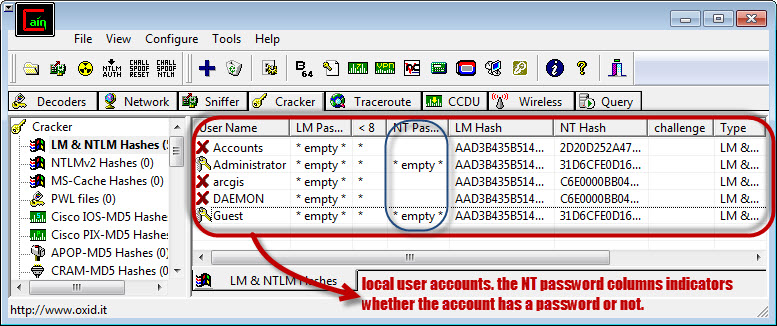 Cain
File View Configure Tools Help
NTLM AUTH
CHALL SPOOF RESET
CHALL SPOOF NTLM
B 64
Decoders Network Sniffer Cracker Traceroute CCDU Wireless Query
Cracker
LM & NTLM Hashes (0)
NTLMv2 Hashes (0)
MS-Cache Hashes (0)
PWL files (0)
Cisco IOS-MD5 Hashes
Cisco PIX-MD5 Hashes
APOP-MD5 Hashes (0)
CRAM-MD5 Hashes
User Name LM Pas... < 8 NT Pas... LM Hash NT Hash challenge Type
Accounts * empty * * AAD3B435B514... 2D20D252A47... LM &...
Administrator * empty * * * empty * AAD3B435B514... 31D6CFE0D16... LM &...
arcgis * empty * * AAD3B435B514... C6E0000BB04... LM &...
DAEMON * empty * * AAD3B435B514... C6E0000BB04... LM &...
Guest * empty * * * empty * AAD3B435B514... 31D6CFE0D16... LM &...
LM & NTLM Hashes
local user accounts. the NT password columns indicators
whether the account has a password or not.
http://www.oxid.it